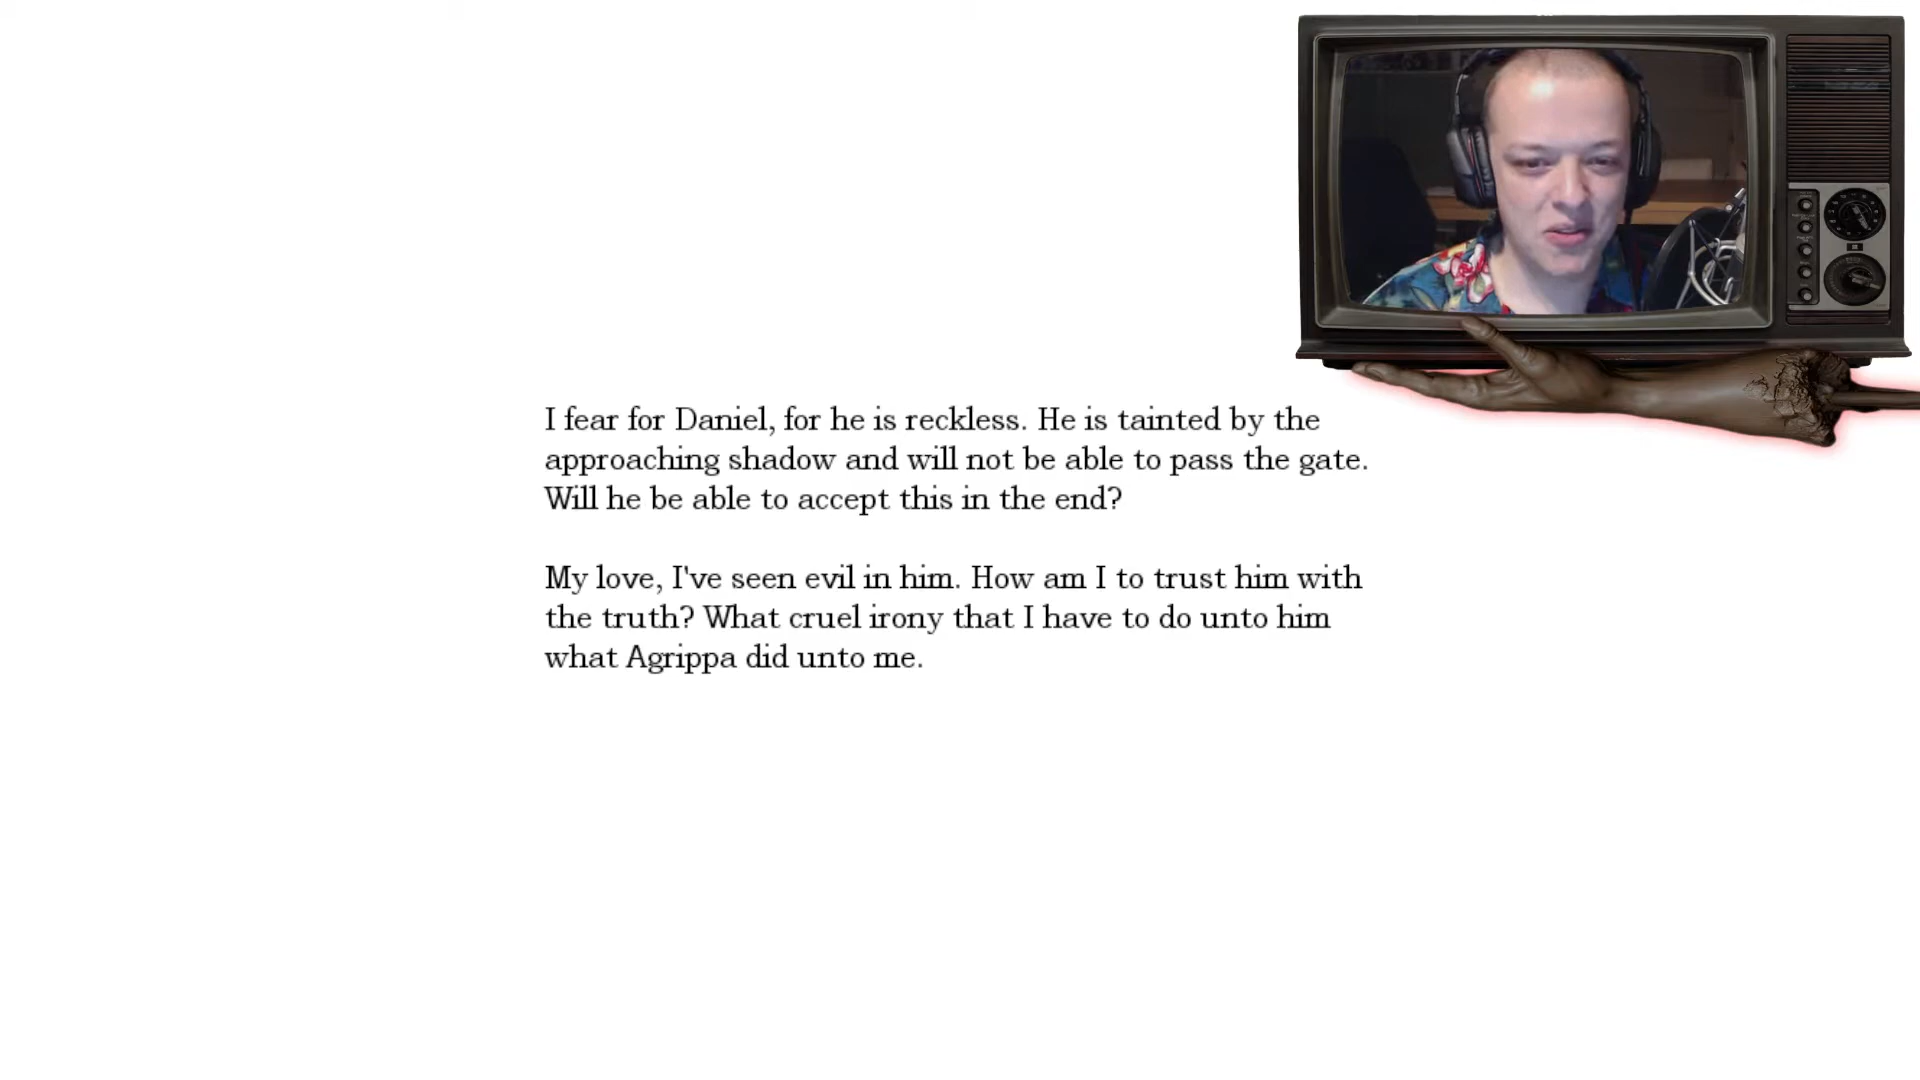 I fear for Daniel, for he is reckless. He is tainted by the
approaching shadow and will not be able to pass the gate.
Will he be able to accept this in the end?
My love, I've seen evil in him. How am I to trust him with
the truth? What cruel irony that I have to do unto him
what Agrippa did unto me.